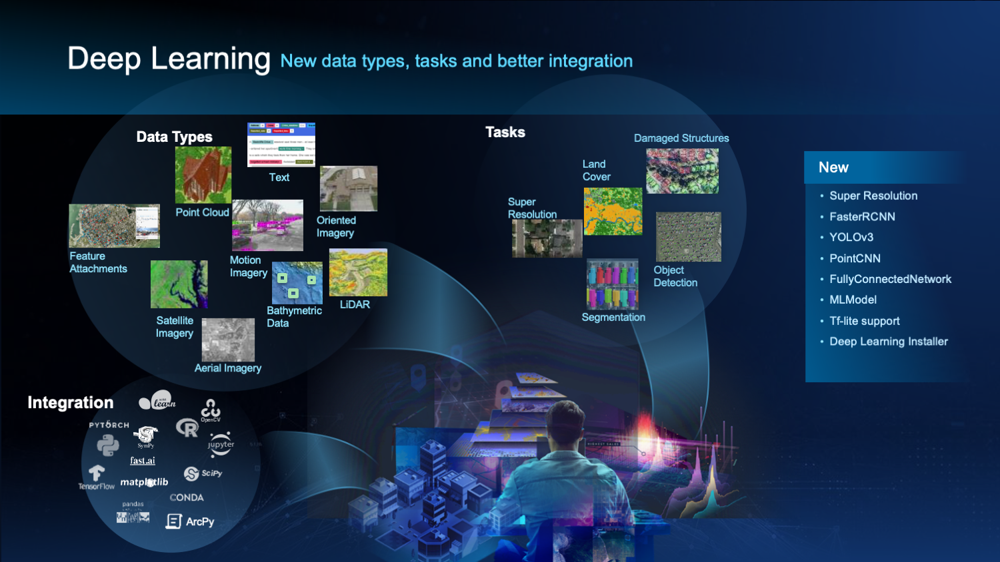 Deep Learning New data types, tasks and better integration
Data Types
Text
Point Cloud
Oriented
Imagery
Feature
Attachments
Motion
Imagery
Satellite
Imagery
Bathymetric
Data
LiDAR
Aerial Imagery
Tasks
Damaged Structures
Land
Cover
Super
Resolution
Object
Detection
Segmentation
New
• Super Resolution
• FasterRCNN
• YOLOv3
• PointCNN
• FullyConnectedNetwork
• MLModel
• Tf-lite support
• Deep Learning Installer
Integration
scikit
learn
OpenCV
PYTORCH
R
SymPy
jupyter
fast.ai
SciPy
TensorFlow
matplotlib
CONDA
pandas
ArcPy
HIGHEST SALES